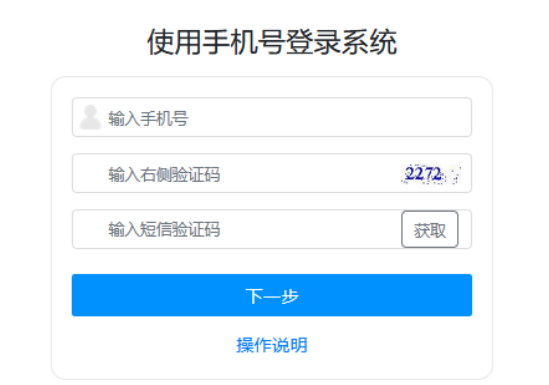 使用手机号登录系统
输入手机号
输入右侧验证码 2272
输入短信验证码 获取
下一步
操作说明